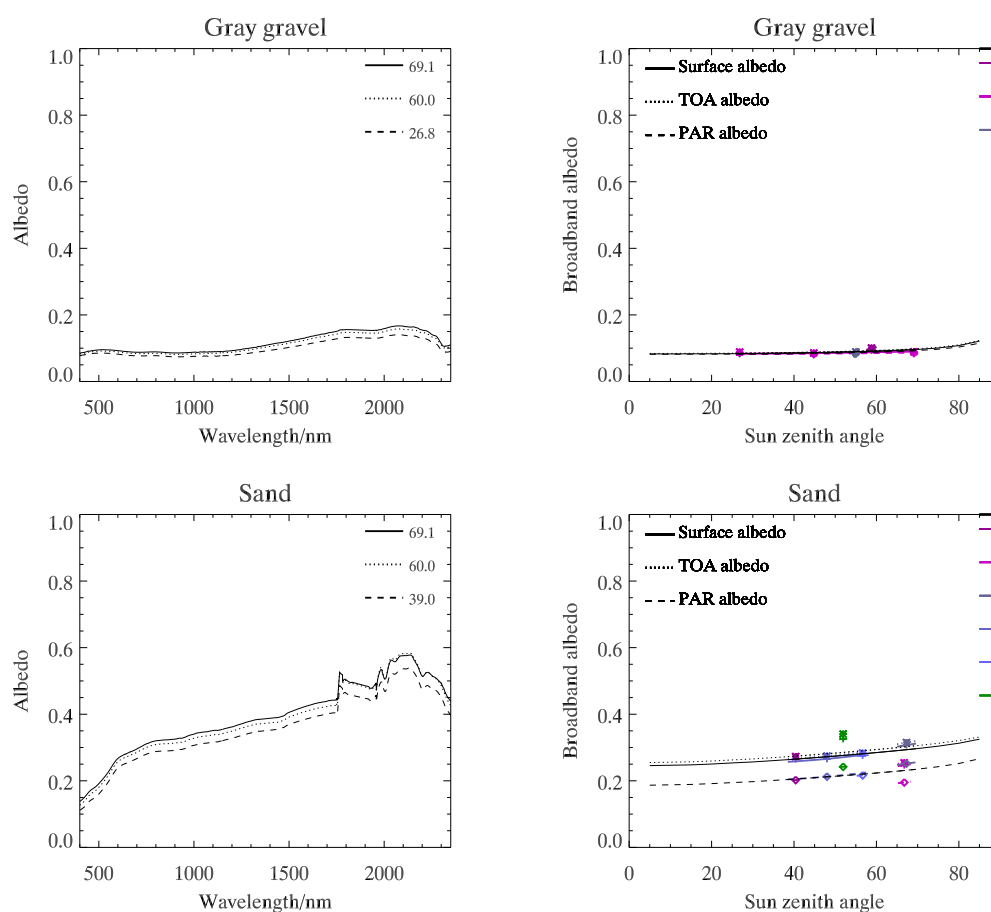 Gray gravel
1.0
0.8
0.6
0.4
0.2
0.0
Albedo
69.1
60.0
26.8
500 1000 1500 2000
Wavelength/nm
Gray gravel
1.0
0.8
0.6
0.4
0.2
0.0
Broadband albedo
Surface albedo
TOA albedo
PAR albedo
0 20 40 60 80
Sun zenith angle
Sand
1.0
0.8
0.6
0.4
0.2
0.0
Albedo
69.1
60.0
39.0
500 1000 1500 2000
Wavelength/nm
Sand
1.0
0.8
0.6
0.4
0.2
0.0
Broadband albedo
Surface albedo
TOA albedo
PAR albedo
0 20 40 60 80
Sun zenith angle